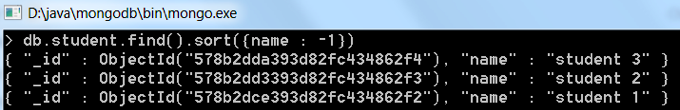 D:\java\mongodb\bin\mongo.exe
> db.student.find().sort({name : -1})
{ "_id" : ObjectId("578b2dda393d82fc434862f4"), "name" : "student 3" }
{ "_id" : ObjectId("578b2dd3393d82fc434862f3"), "name" : "student 2" }
{ "_id" : ObjectId("578b2dce393d82fc434862f2"), "name" : "student 1" }